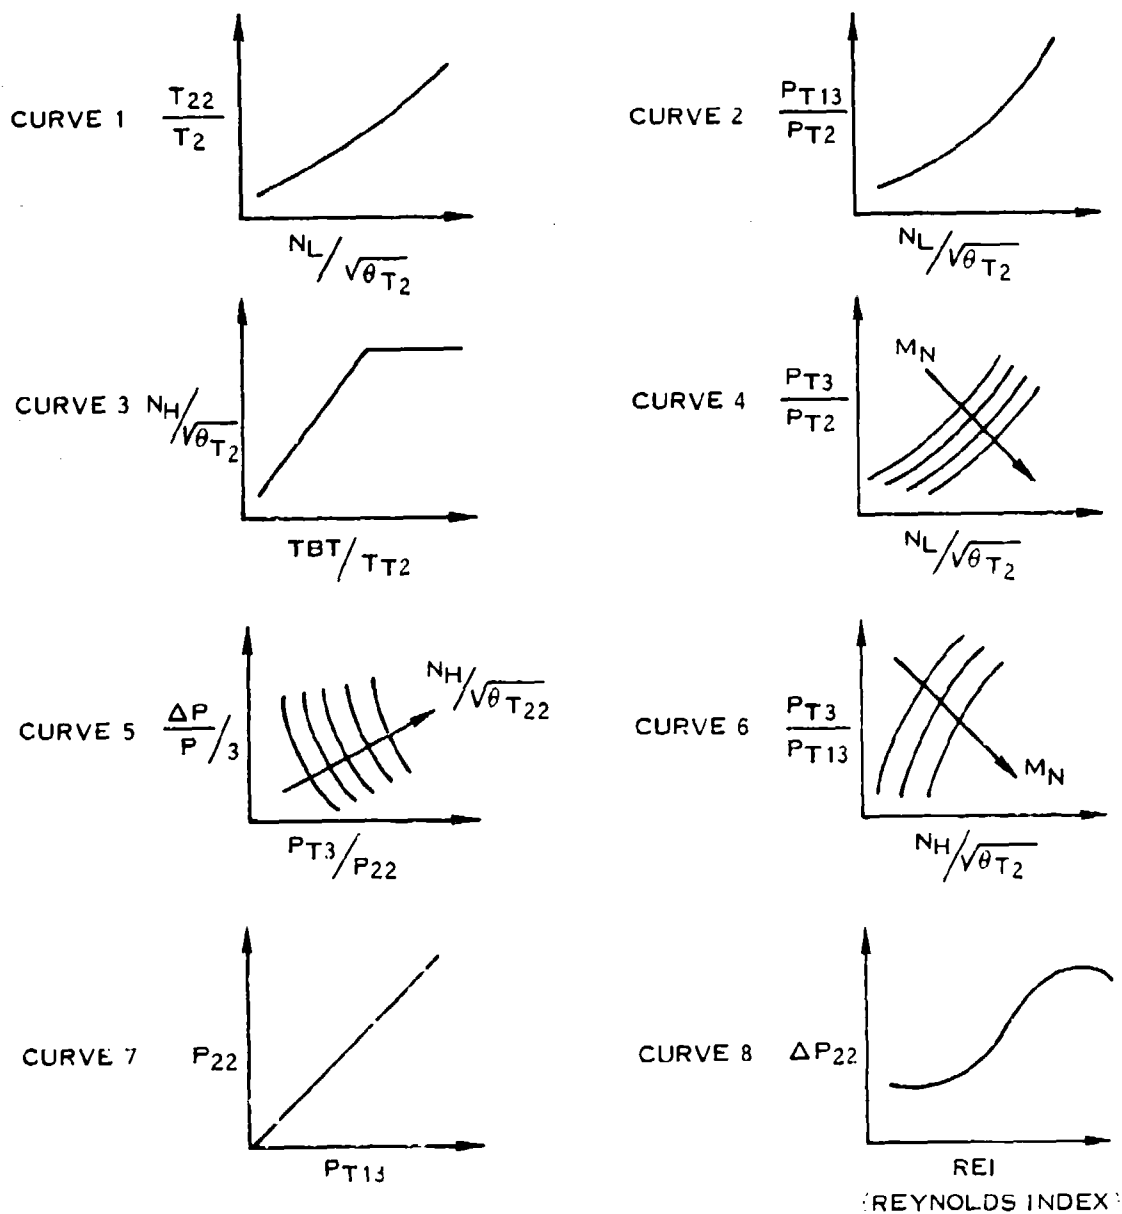 CURVE 1 T22/T2
NL/√θT2
CURVE 2 PT13/PT2
NL/√θT2
CURVE 3 NH/√θT2
TBT/TT2
CURVE 4 PT3/PT2
MN
NL/√θT2
CURVE 5 ΔP/P/3
NH/√θT22
PT3/P22
CURVE 6 PT3/PT13
MN
NH/√θT2
CURVE 7 P22
PT13
CURVE 8 ΔP22
REI
(REYNOLDS INDEX)